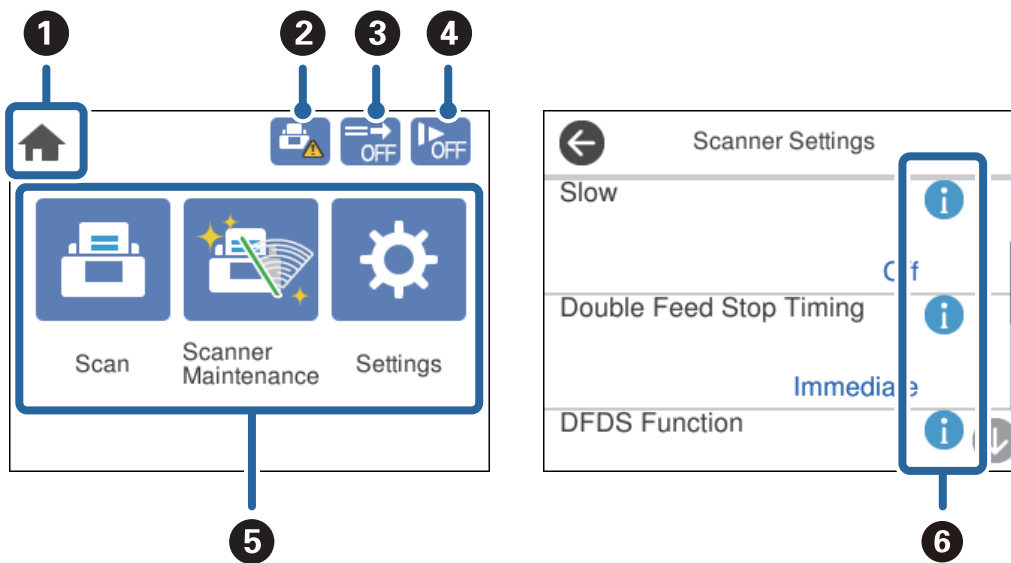 1
2
3
4
OFF
OFF
Scan
Scanner
Maintenance
Settings
5
Scanner Settings
Slow
i
Double Feed Stop Timing
i
DFDS Function
i
6